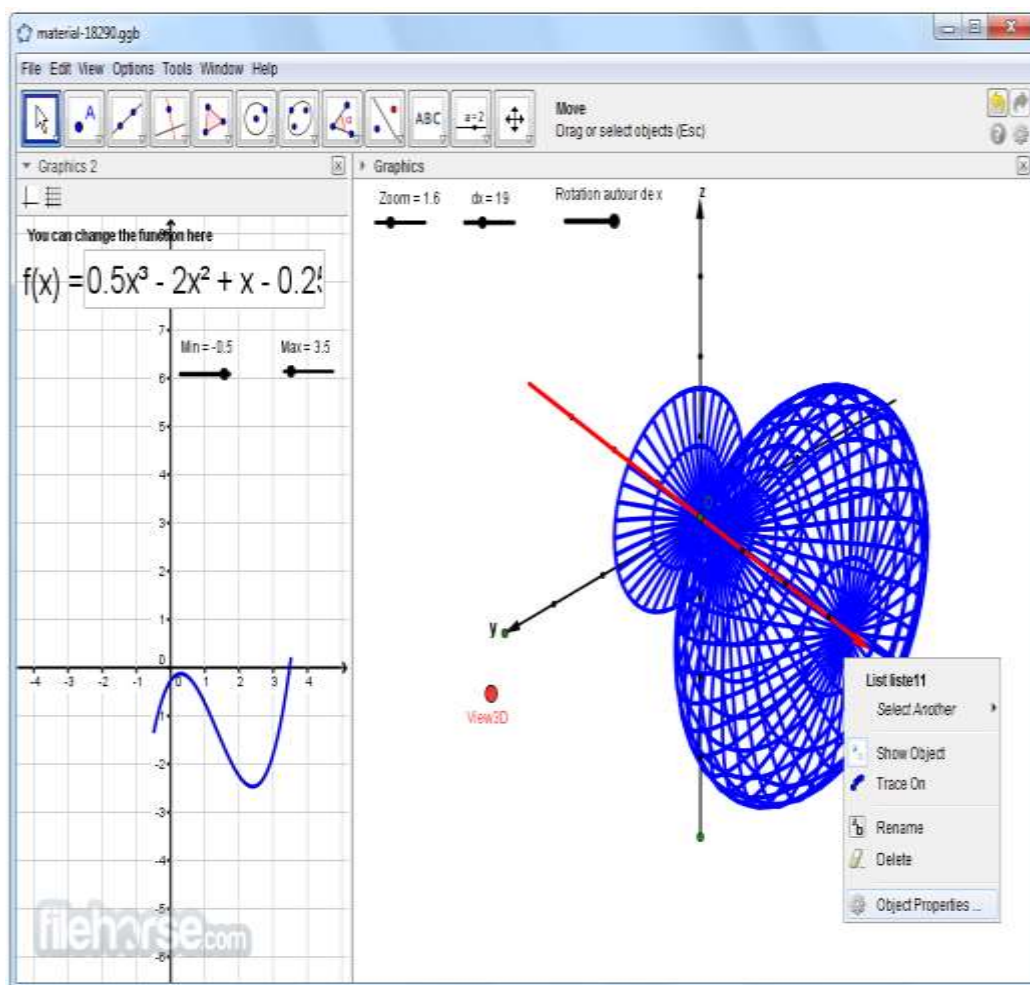 material-18290.ggb
File Edit View Options Tools Window Help
A
α
ABC
a=2
Move
Drag or select objects (Esc)
Graphics 2
Graphics
Zoom = 1.6
dx = 19
Rotation autour de x
z
You can change the function here
f(x) = 0.5x³ - 2x² + x - 0.25
Min = -0.5
Max = 3.5
7
6
5
4
3
2
1
0
-4 -3 -2 -1 0 1 2 3 4
-1
-2
-3
-4
-5
-6
y
View3D
List liste11
Select Another
Show Object
Trace On
Rename
Delete
Object Properties ...
filehorse.com